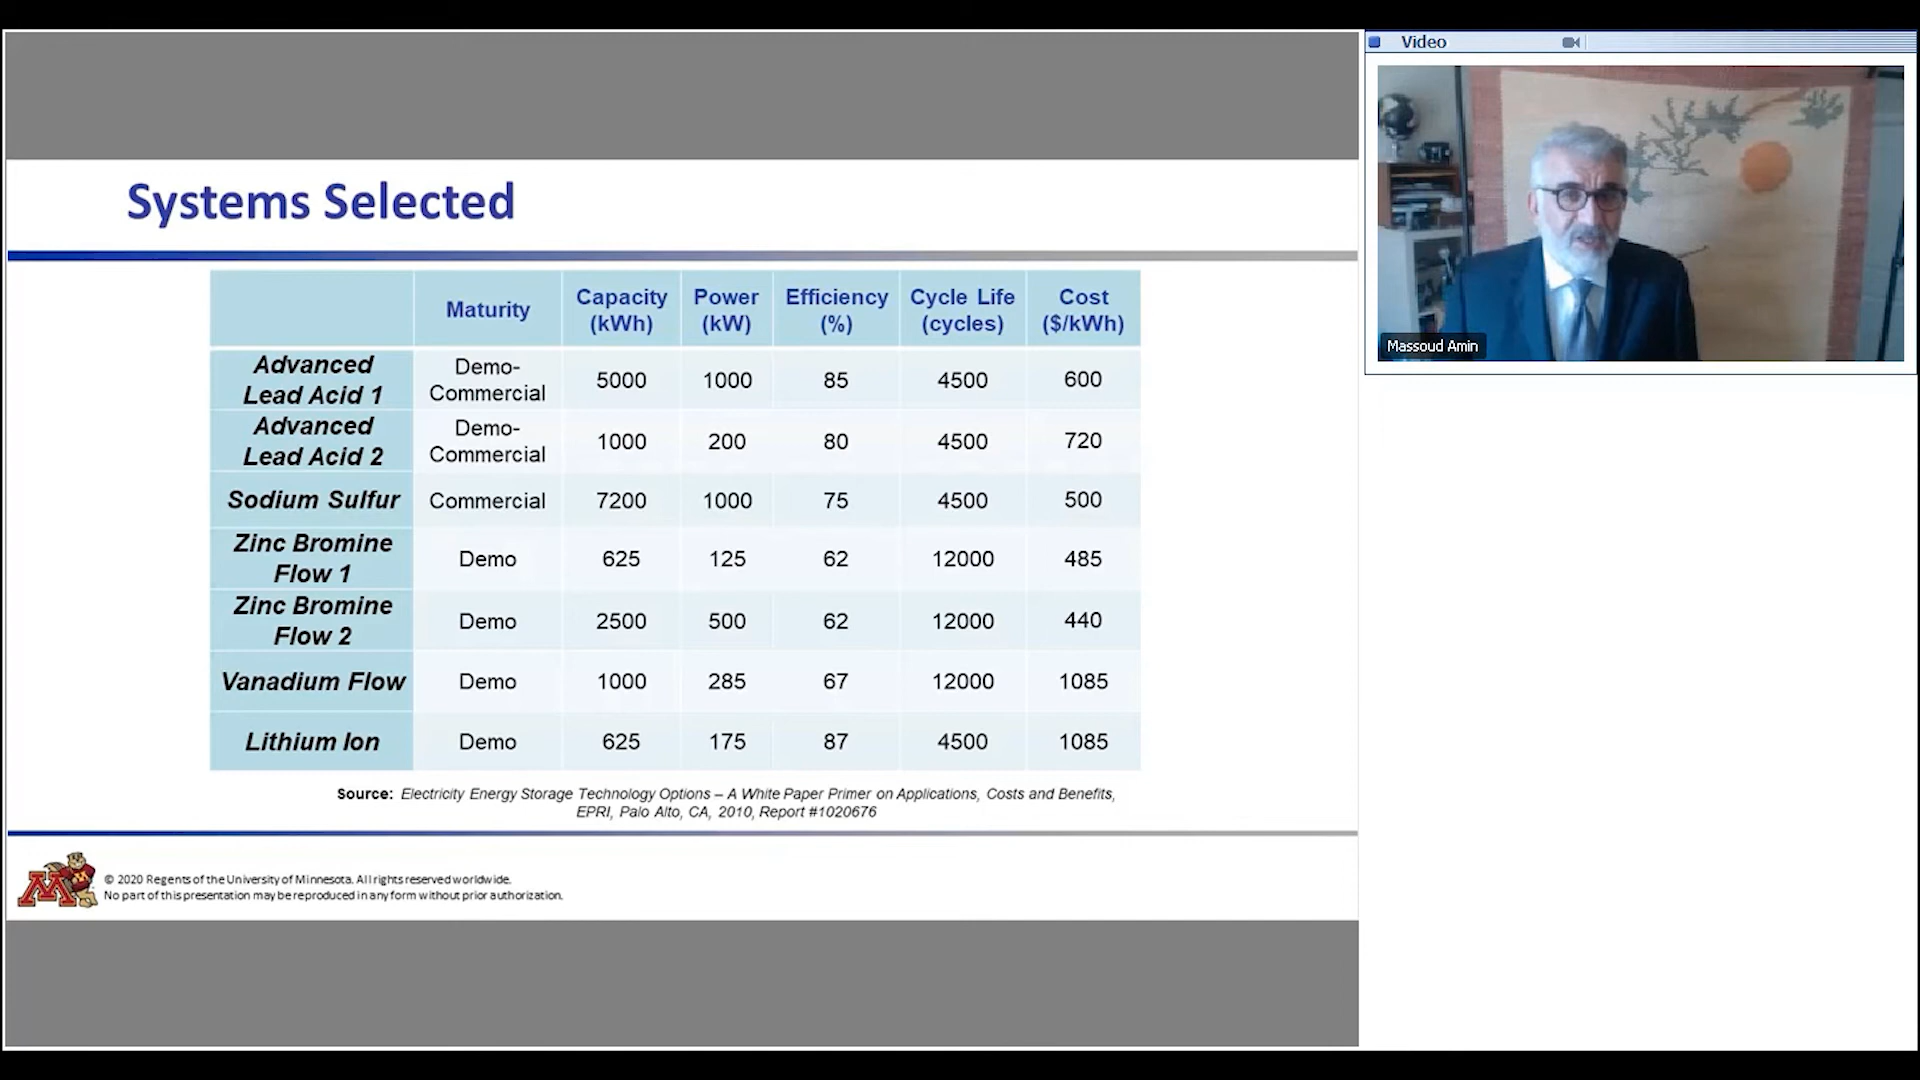 Systems Selected
Maturity
Capacity
(kWh)
Power
(kW)
Efficiency
(%)
Cycle Life
(cycles)
Cost
($/kWh)
Advanced
Lead Acid 1
Demo-
Commercial
5000
1000
85
4500
600
Advanced
Lead Acid 2
Demo-
Commercial
1000
200
80
4500
720
Sodium Sulfur
Commercial
7200
1000
75
4500
500
Zinc Bromine
Flow 1
Demo
625
125
62
12000
485
Zinc Bromine
Flow 2
Demo
2500
500
62
12000
440
Vanadium Flow
Demo
1000
285
67
12000
1085
Lithium Ion
Demo
625
175
87
4500
1085
Source: Electricity Energy Storage Technology Options – A White Paper Primer on Applications, Costs and Benefits,
EPRI, Palo Alto, CA, 2010, Report #1020676
M
© 2020 Regents of the University of Minnesota. All rights reserved worldwide.
No part of this presentation may be reproduced in any form without prior authorization.
Video
Massoud Amin